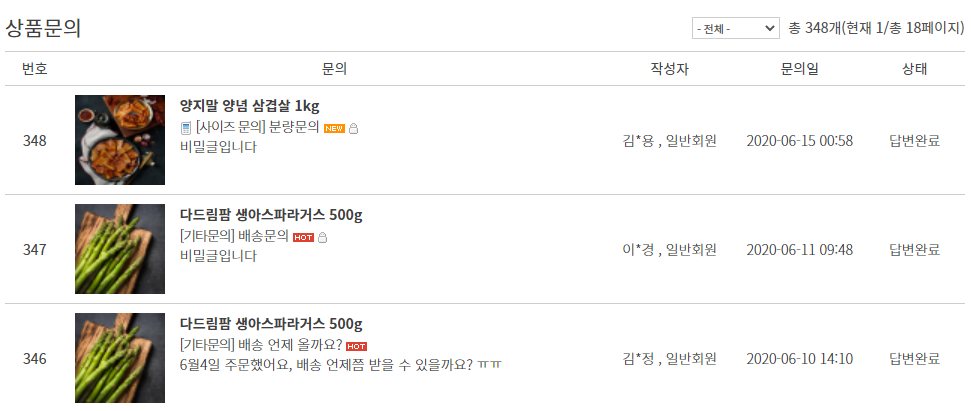 상품문의
- 전체 - 총 348개(현재 1/총 18페이지)
번호 문의 작성자 문의일 상태
양지말 양념 삼겹살 1kg
348 [사이즈 문의] 분량문의 NEW 김*용 , 일반회원 2020-06-15 00:58 답변완료
비밀글입니다
다드림팜 생아스파라거스 500g
347 [기타문의] 배송문의 HOT 이*경 , 일반회원 2020-06-11 09:48 답변완료
비밀글입니다
다드림팜 생아스파라거스 500g
346 [기타문의] 배송 언제 올까요? HOT 김*정 , 일반회원 2020-06-10 14:10 답변완료
6월4일 주문했어요, 배송 언제쯤 받을 수 있을까요? ㅠㅠ